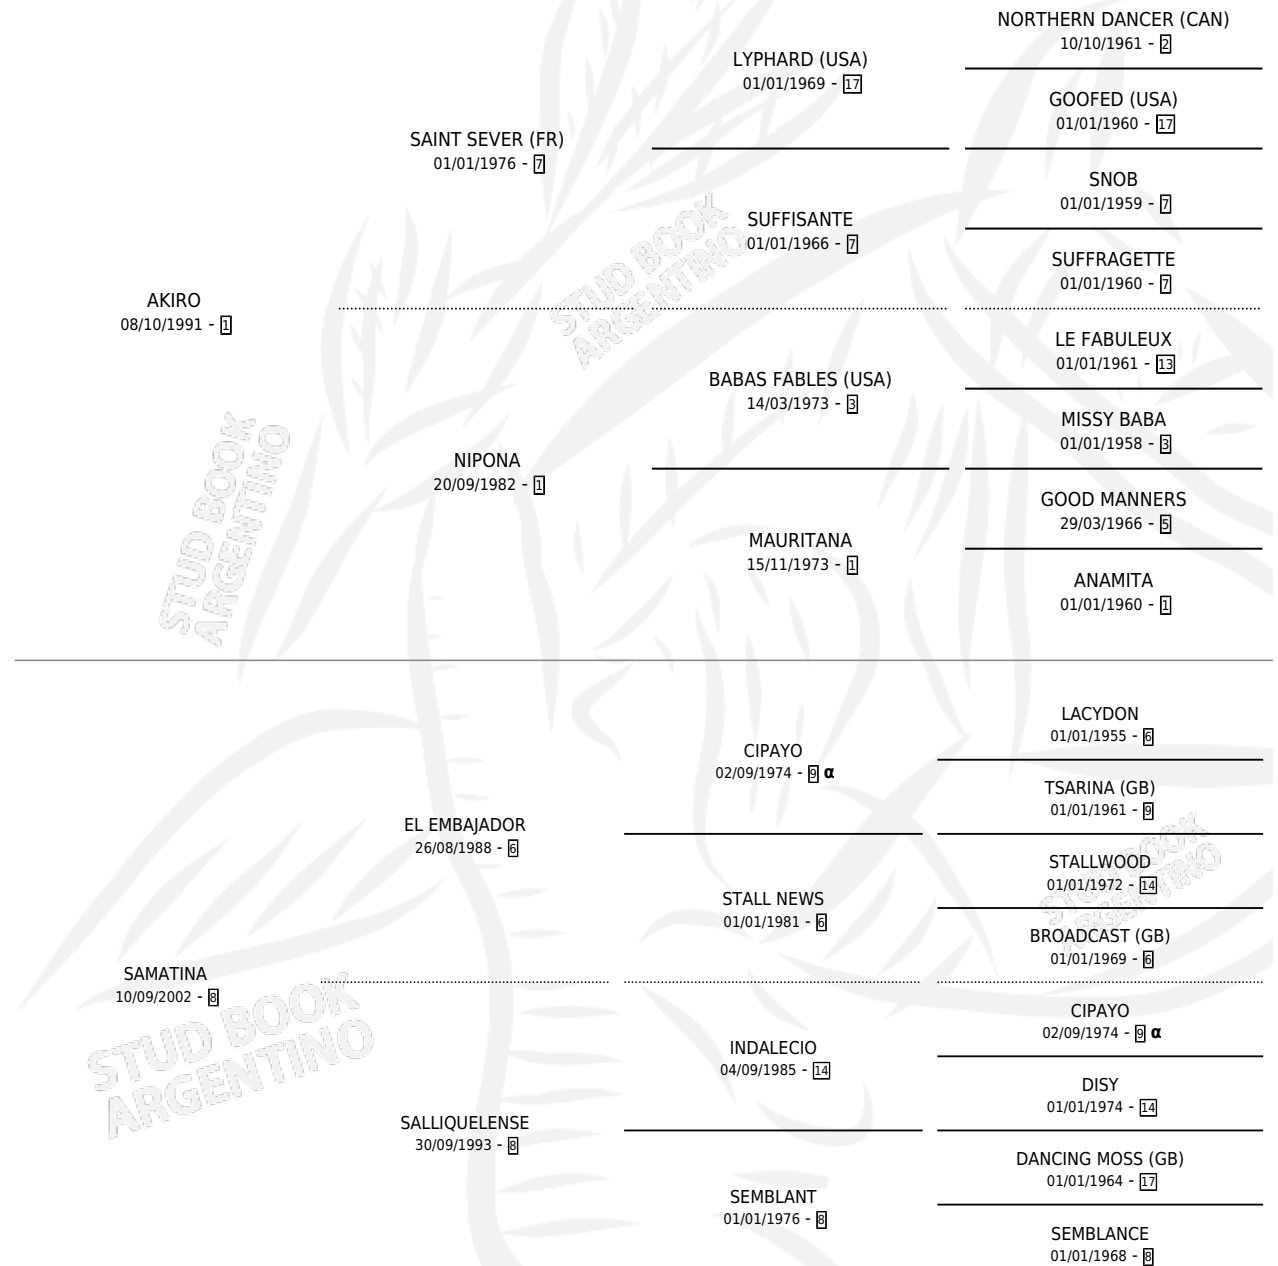 NORTHERN DANCER (CAN)
10/10/1961 - 2
LYPHARD (USA)
01/01/1969 - 17
GOOFED (USA)
01/01/1960 - 17
SAINT SEVER (FR)
01/01/1976 - 7
SNOB
01/01/1959 - 7
SUFFISANTE
01/01/1966 - 7
SUFFRAGETTE
01/01/1960 - 7
AKIRO
08/10/1991 - 1
LE FABULEUX
01/01/1961 - 13
BABAS FABLES (USA)
14/03/1973 - 3
MISSY BABA
01/01/1958 - 3
NIPONA
20/09/1982 - 1
GOOD MANNERS
29/03/1966 - 5
MAURITANA
15/11/1973 - 1
ANAMITA
01/01/1960 - 1
STUD BOOK
ARGENTINO
STUD BOOK
ARGENTINO
LACYDON
01/01/1955 - 6
CIPAYO
02/09/1974 - 9 α
TSARINA (GB)
01/01/1961 - 9
EL EMBAJADOR
26/08/1988 - 6
STALLWOOD
01/01/1972 - 14
STALL NEWS
01/01/1981 - 6
BROADCAST (GB)
01/01/1969 - 6
SAMATINA
10/09/2002 - 8
CIPAYO
02/09/1974 - 9 α
INDALECIO
04/09/1985 - 14
DISY
01/01/1974 - 14
SALLIQUELENSE
30/09/1993 - 8
DANCING MOSS (GB)
01/01/1964 - 17
SEMBLANT
01/01/1976 - 8
SEMBLANCE
01/01/1968 - 8
STUD BOOK
ARGENTINO
STUD BOOK
ARGENTINO